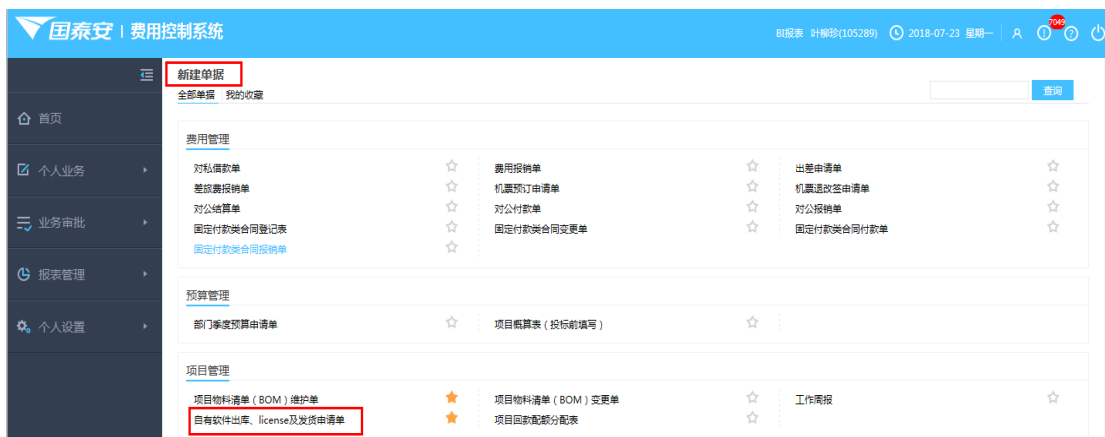 国泰安 | 费用控制系统
BI报表 叶柳珍(105289) 2018-07-23 星期一
7049
新建单据
全部单据 我的收藏
查询
首页
个人业务
业务审批
报表管理
个人设置
费用管理
对私借款单 费用报销单 出差申请单
差旅费报销单 机票预订申请单 机票退改签申请单
对公结算单 对公付款单 对公报销单
固定付款类合同登记表 固定付款类合同变更单 固定付款类合同付款单
固定付款类合同报销单
预算管理
部门季度预算申请单 项目概算表（投标前填写）
项目管理
项目物料清单（BOM）维护单 项目物料清单（BOM）变更单 工作周报
自有软件出库、license及发货申请单 项目回款配额分配表